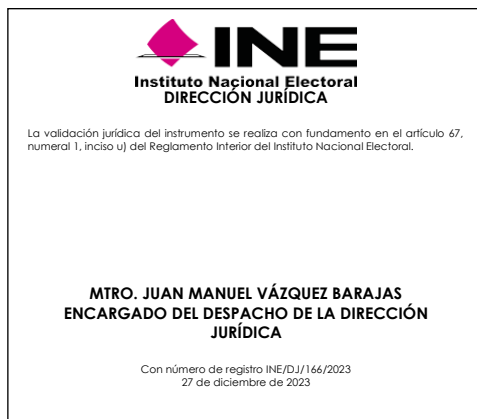 INE
Instituto Nacional Electoral
DIRECCIÓN JURÍDICA
La validación jurídica del instrumento se realiza con fundamento en el artículo 67,
numeral 1, inciso u) del Reglamento Interior del Instituto Nacional Electoral.
MTRO. JUAN MANUEL VÁZQUEZ BARAJAS
ENCARGADO DEL DESPACHO DE LA DIRECCIÓN
JURÍDICA
Con número de registro INE/DJ/166/2023
27 de diciembre de 2023